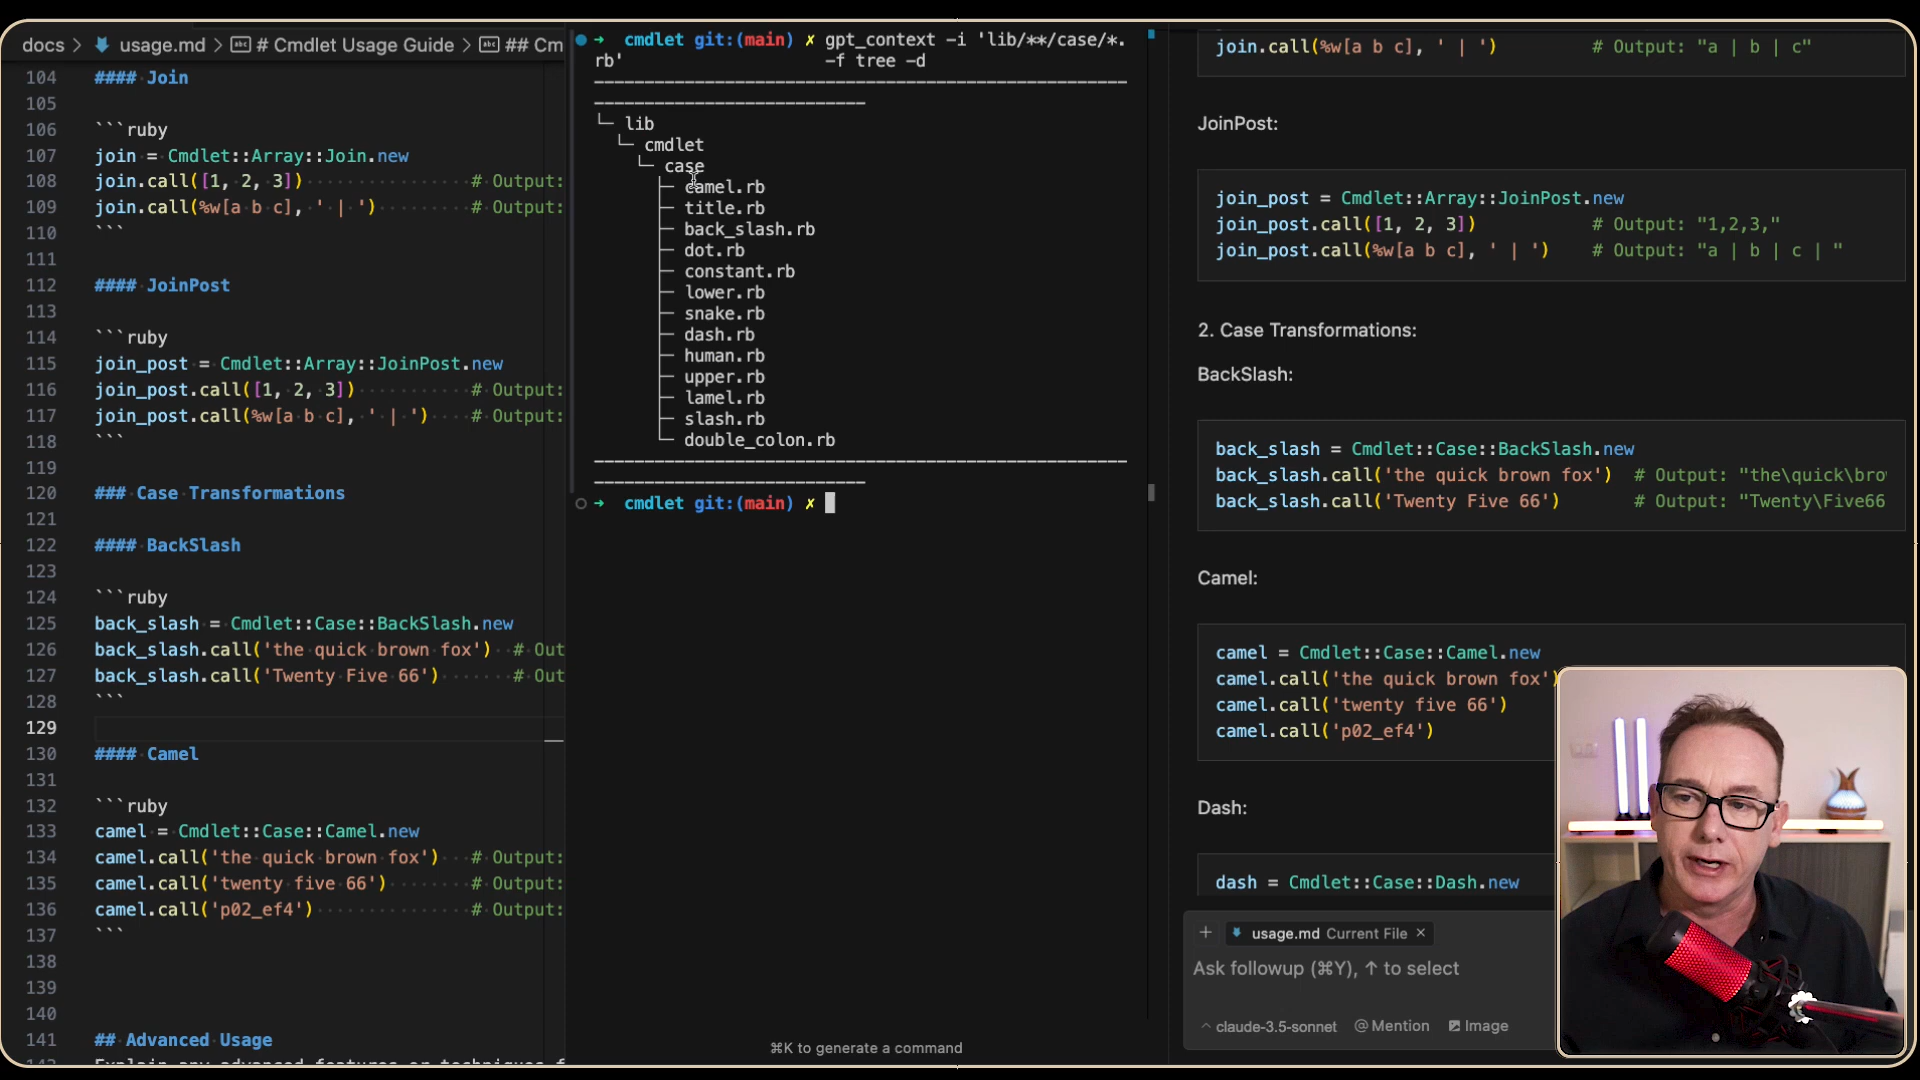 docs > usage.md > # Cmdlet Usage Guide > ## Cm
104 #### Join
105
106 ```ruby
107 join = Cmdlet::Array::Join.new
108 join.call([1, 2, 3]) # Output:
109 join.call(%w[a b c], ' | ') # Output:
110 ```
111
112 #### JoinPost
113
114 ```ruby
115 join_post = Cmdlet::Array::JoinPost.new
116 join_post.call([1, 2, 3]) # Output:
117 join_post.call(%w[a b c], ' | ') # Output:
118 ```
119
120 ### Case Transformations
121
122 #### BackSlash
123
124 ```ruby
125 back_slash = Cmdlet::Case::BackSlash.new
126 back_slash.call('the quick brown fox') # Out
127 back_slash.call('Twenty Five 66') # Out
128 ```
129
130 #### Camel
131
132 ```ruby
133 camel = Cmdlet::Case::Camel.new
134 camel.call('the quick brown fox') # Output:
135 camel.call('twenty five 66') # Output:
136 camel.call('p02_ef4') # Output:
137 ```
138
139
140
141 ## Advanced Usage
➜ cmdlet git:(main) ✗ gpt_context -i 'lib/**/case/*.
rb' -f tree -d
└─ lib
└─ cmdlet
└─ case
├─ camel.rb
├─ title.rb
├─ back_slash.rb
├─ dot.rb
├─ constant.rb
├─ lower.rb
├─ snake.rb
├─ dash.rb
├─ human.rb
├─ upper.rb
├─ lamel.rb
├─ slash.rb
└─ double_colon.rb
➜ cmdlet git:(main) ✗
⌘K to generate a command
join.call(%w[a b c], ' | ') # Output: "a | b | c"
JoinPost:
join_post = Cmdlet::Array::JoinPost.new
join_post.call([1, 2, 3]) # Output: "1,2,3,"
join_post.call(%w[a b c], ' | ') # Output: "a | b | c | "
2. Case Transformations:
BackSlash:
back_slash = Cmdlet::Case::BackSlash.new
back_slash.call('the quick brown fox') # Output: "the\quick\bro
back_slash.call('Twenty Five 66') # Output: "Twenty\Five66
Camel:
camel = Cmdlet::Case::Camel.new
camel.call('the quick brown fox')
camel.call('twenty five 66')
camel.call('p02_ef4')
Dash:
dash = Cmdlet::Case::Dash.new
+ usage.md Current File ×
Ask followup (⌘Y), ↑ to select
^ claude-3.5-sonnet @ Mention Image